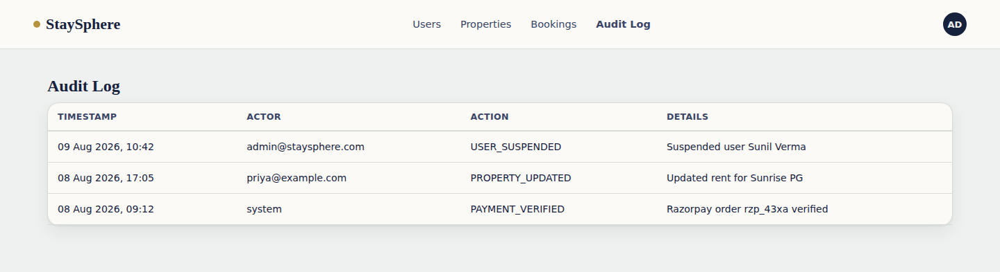 StaySphere
Users Properties Bookings Audit Log
AD
Audit Log
TIMESTAMP ACTOR ACTION DETAILS
09 Aug 2026, 10:42 admin@staysphere.com USER_SUSPENDED Suspended user Sunil Verma
08 Aug 2026, 17:05 priya@example.com PROPERTY_UPDATED Updated rent for Sunrise PG
08 Aug 2026, 09:12 system PAYMENT_VERIFIED Razorpay order rzp_43xa verified